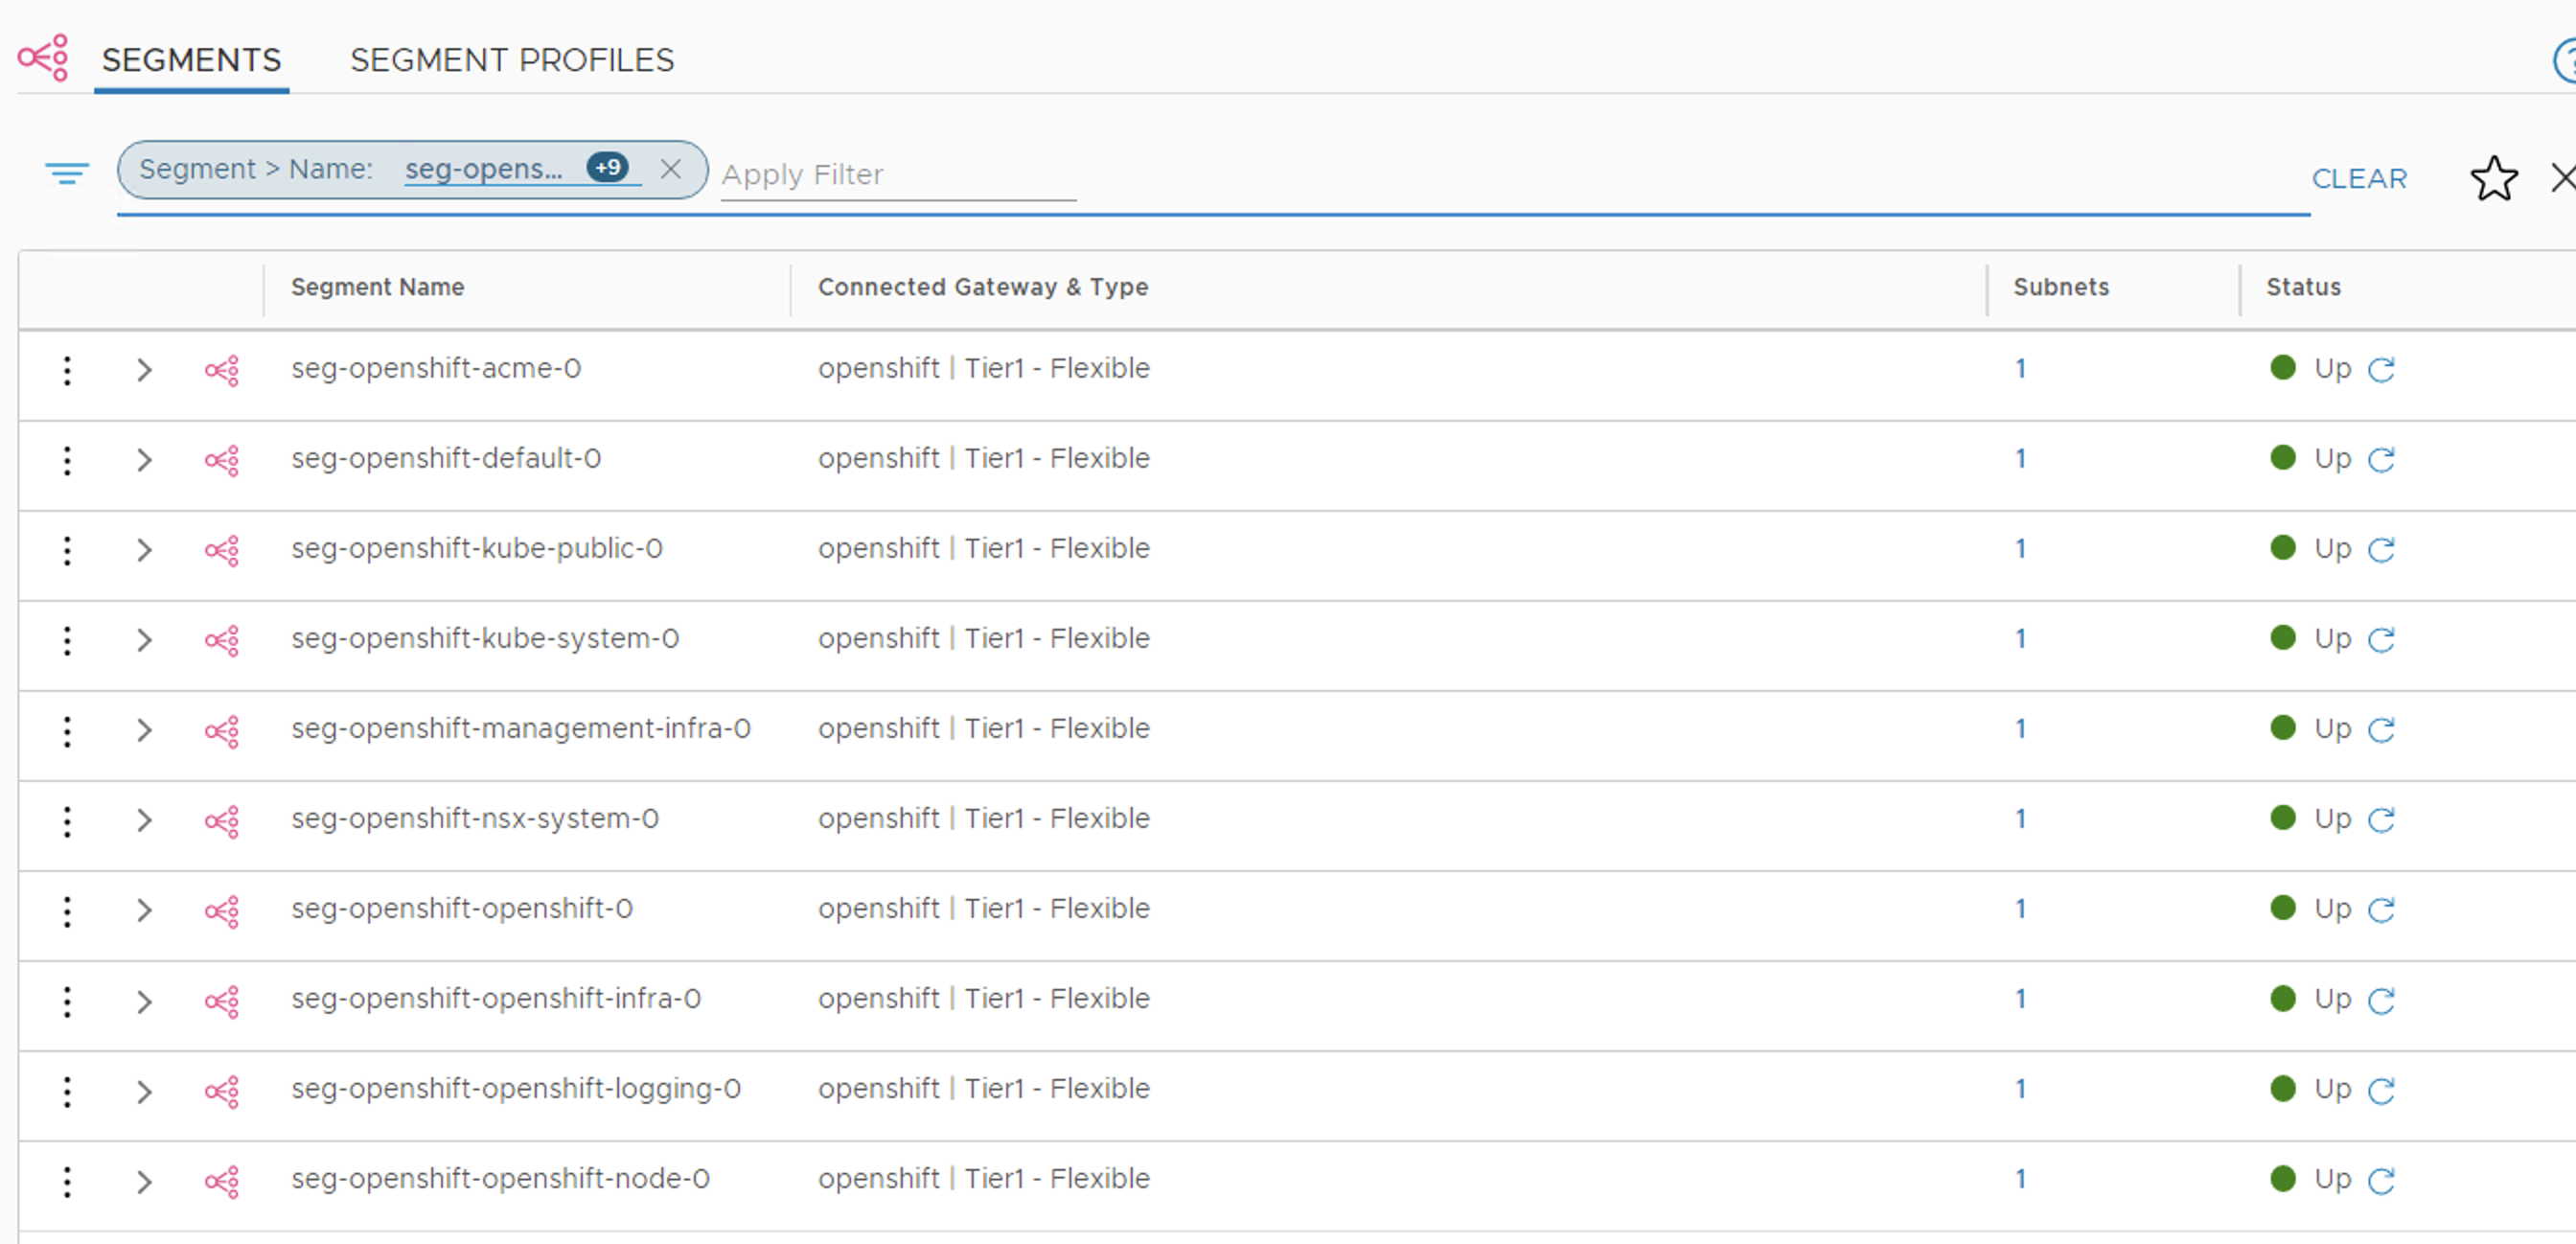 SEGMENTS SEGMENT PROFILES ?
Segment > Name: seg-opens... +9 Apply Filter CLEAR
Segment Name Connected Gateway & Type Subnets Status
seg-openshift-acme-0 openshift | Tier1 - Flexible 1 Up
seg-openshift-default-0 openshift | Tier1 - Flexible 1 Up
seg-openshift-kube-public-0 openshift | Tier1 - Flexible 1 Up
seg-openshift-kube-system-0 openshift | Tier1 - Flexible 1 Up
seg-openshift-management-infra-0 openshift | Tier1 - Flexible 1 Up
seg-openshift-nsx-system-0 openshift | Tier1 - Flexible 1 Up
seg-openshift-openshift-0 openshift | Tier1 - Flexible 1 Up
seg-openshift-openshift-infra-0 openshift | Tier1 - Flexible 1 Up
seg-openshift-openshift-logging-0 openshift | Tier1 - Flexible 1 Up
seg-openshift-openshift-node-0 openshift | Tier1 - Flexible 1 Up